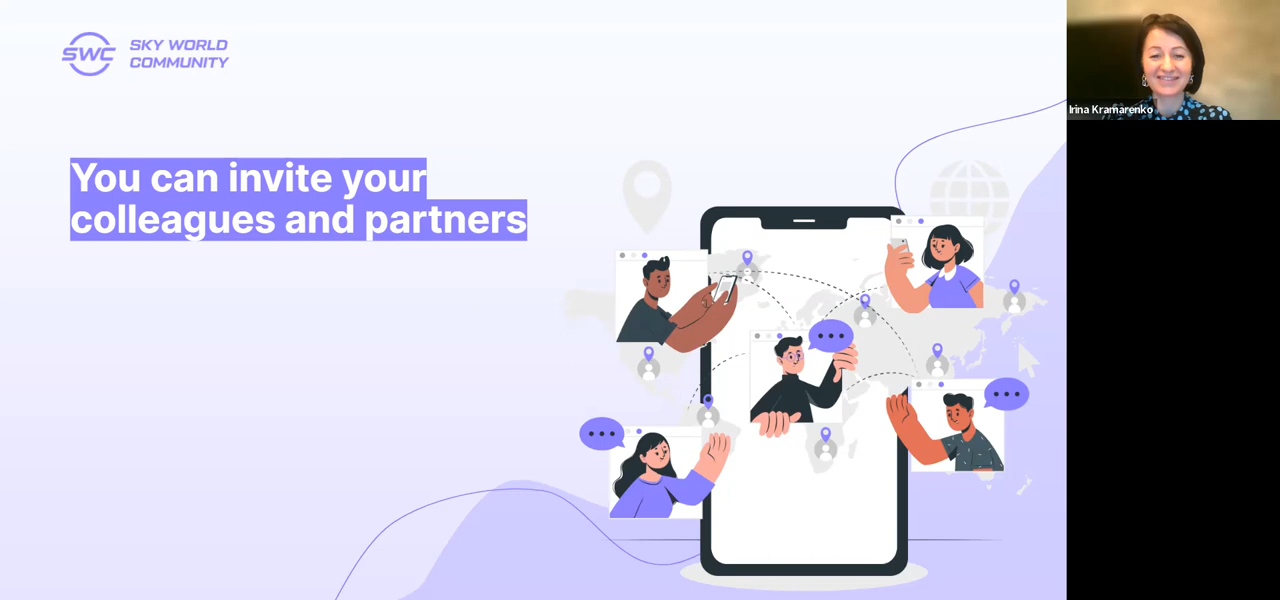 SWC
SKY WORLD
COMMUNITY
You can invite your
colleagues and partners
Irina Kramarenko